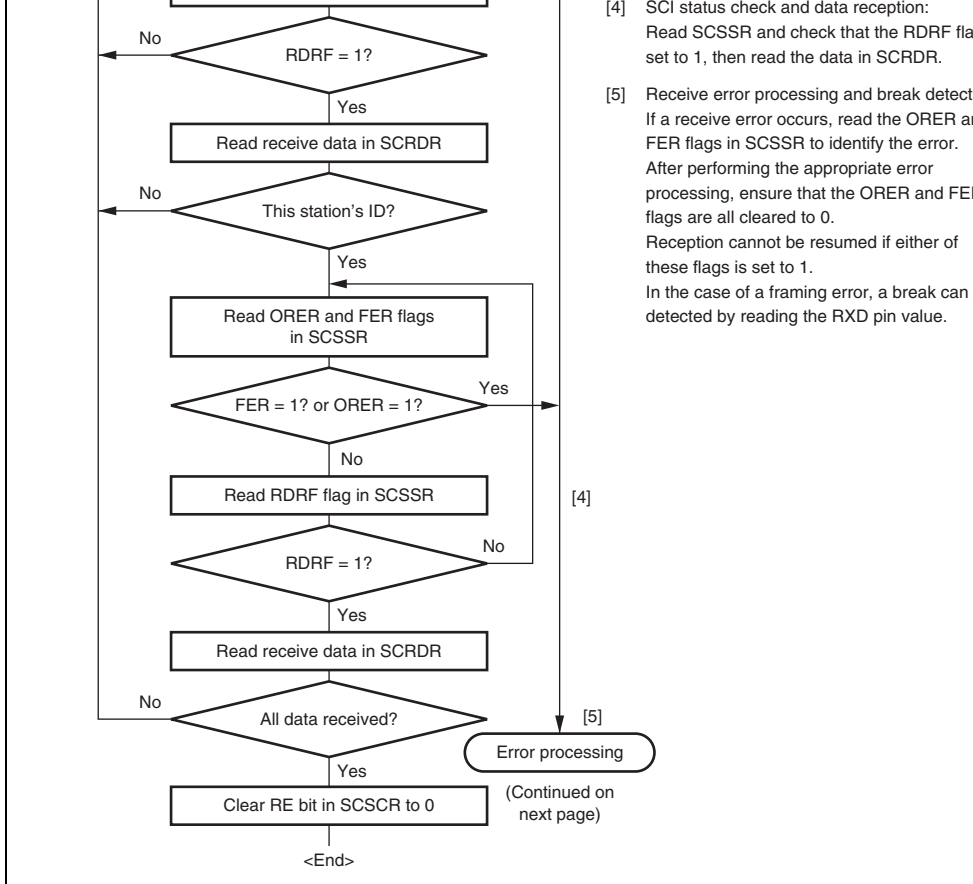 No
RDRF = 1?
Yes
Read receive data in SCRDR
No
This station's ID?
Yes
Read ORER and FER flags
in SCSSR
FER = 1? or ORER = 1?
Yes
No
Read RDRF flag in SCSSR
[4]
RDRF = 1?
No
Yes
Read receive data in SCRDR
No
All data received?
[5]
Error processing
Yes
(Continued on
next page)
Clear RE bit in SCSCR to 0
<End>
[4] SCI status check and data reception:
Read SCSSR and check that the RDRF fla
set to 1, then read the data in SCRDR.
[5] Receive error processing and break detect
If a receive error occurs, read the ORER a
FER flags in SCSSR to identify the error.
After performing the appropriate error
processing, ensure that the ORER and FE
flags are all cleared to 0.
Reception cannot be resumed if either of
these flags is set to 1.
In the case of a framing error, a break can
detected by reading the RXD pin value.